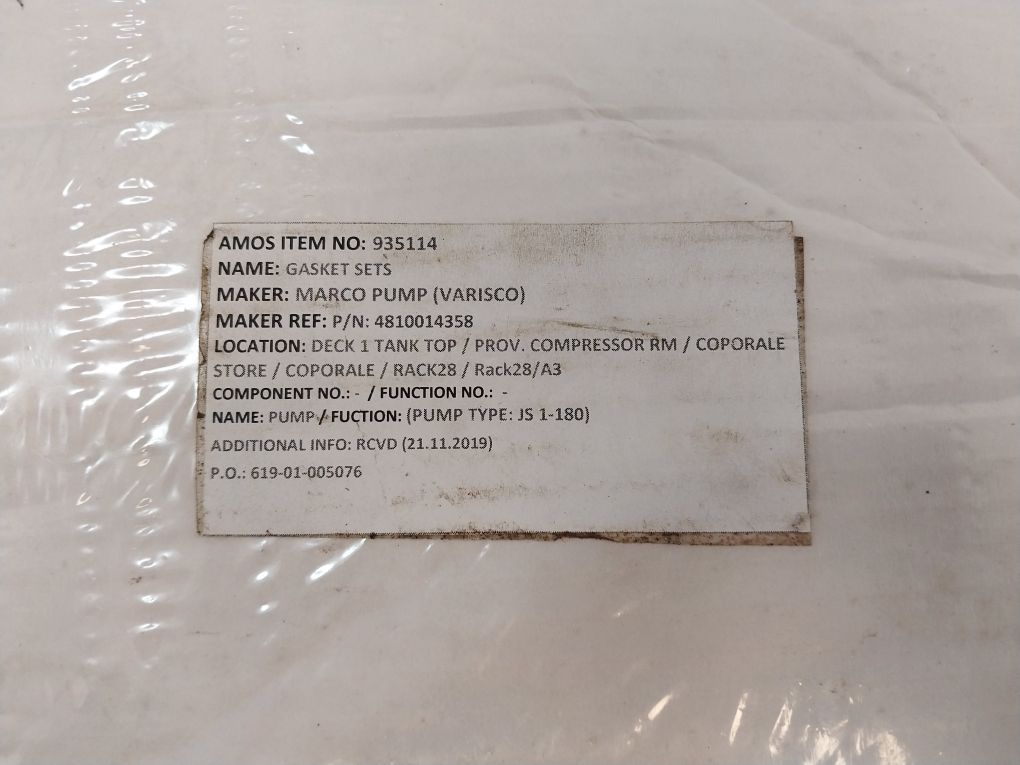 AMOS ITEM NO: 935114
NAME: GASKET SETS
MAKER: MARCO PUMP (VARISCO)
MAKER REF: P/N: 4810014358
LOCATION: DECK 1 TANK TOP / PROV. COMPRESSOR RM / COPORALE
STORE / COPORALE / RACK28 / Rack28/A3
COMPONENT NO.: - / FUNCTION NO.: -
NAME: PUMP / FUCTION: (PUMP TYPE: JS 1-180)
ADDITIONAL INFO: RCVD (21.11.2019)
P.O.: 619-01-005076